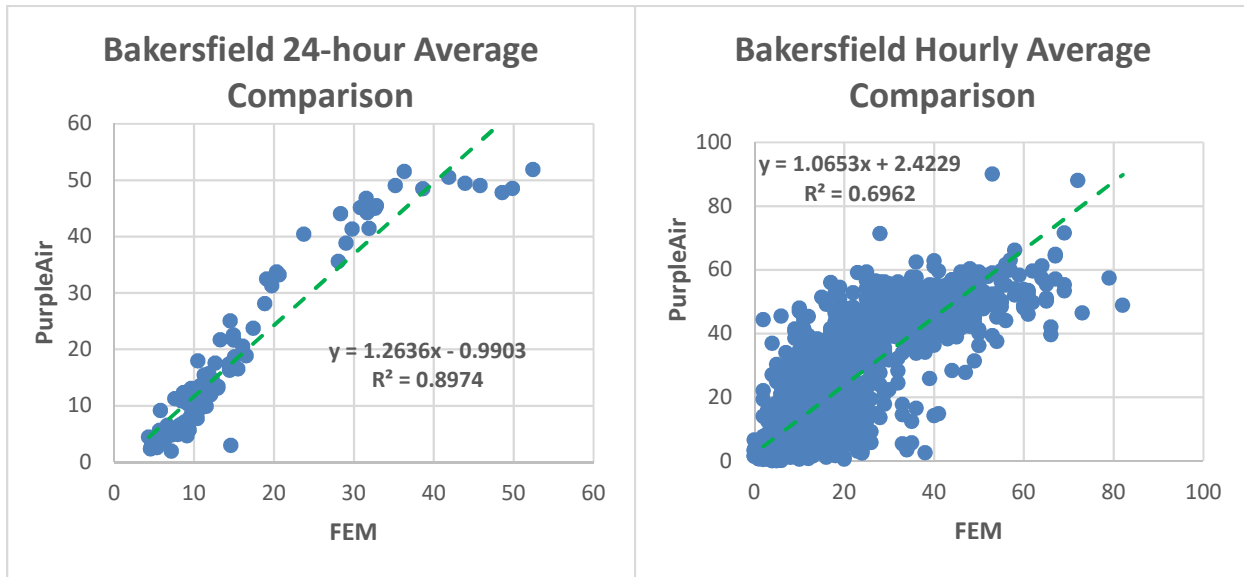 Bakersfield 24-hour Average
Comparison
60
50
40
30
20
10
0
PurpleAir
y = 1.2636x - 0.9903
R² = 0.8974
0 10 20 30 40 50 60
FEM
Bakersfield Hourly Average
Comparison
100
80
60
40
20
0
PurpleAir
y = 1.0653x + 2.4229
R² = 0.6962
0 20 40 60 80 100
FEM